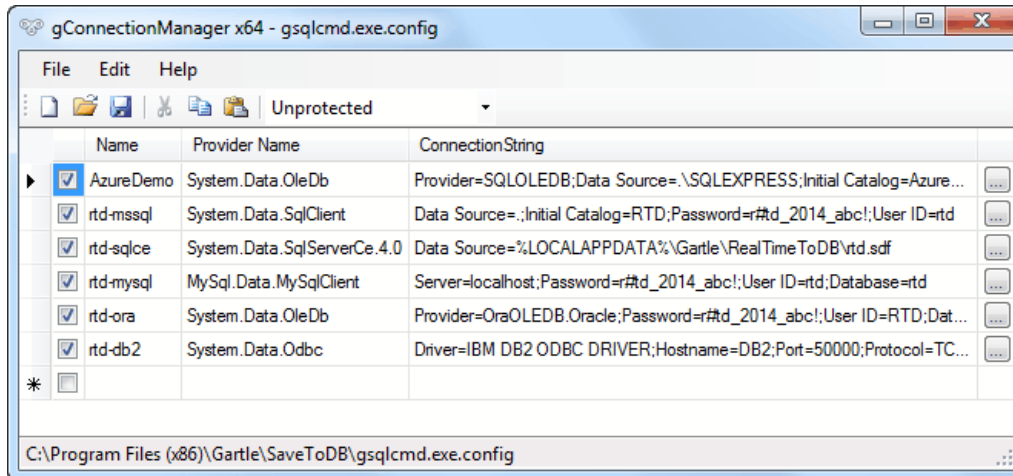 gConnectionManager x64 - gsqlcmd.exe.config
File Edit Help
Unprotected
Name Provider Name ConnectionString
AzureDemo System.Data.OleDb Provider=SQLOLEDB;Data Source=.\SQLEXPRESS;Initial Catalog=Azure... ...
rtd-mssql System.Data.SqlClient Data Source=.;Initial Catalog=RTD;Password=r#td_2014_abc!;User ID=rtd ...
rtd-sqlce System.Data.SqlServerCe.4.0 Data Source=%LOCALAPPDATA%\Gartle\RealTimeToDB\rtd.sdf ...
rtd-mysql MySql.Data.MySqlClient Server=localhost;Password=r#td_2014_abc!;User ID=rtd;Database=rtd ...
rtd-ora System.Data.OleDb Provider=OraOLEDB.Oracle;Password=r#td_2014_abc!;User ID=RTD;Dat... ...
rtd-db2 System.Data.Odbc Driver=IBM DB2 ODBC DRIVER;Hostname=DB2;Port=50000;Protocol=TC... ...
C:\Program Files (x86)\Gartle\SaveToDB\gsqlcmd.exe.config